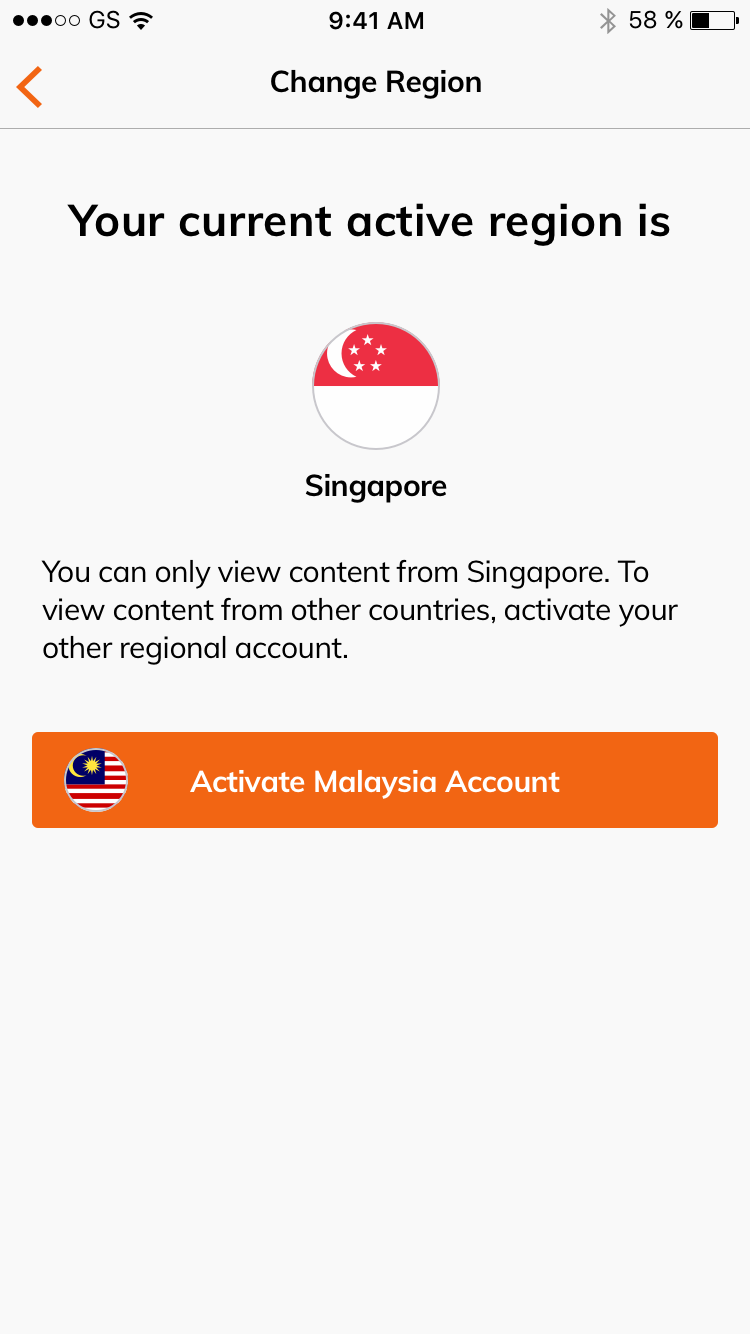 GS 9:41 AM 58 %
Change Region
Your current active region is
Singapore
You can only view content from Singapore. To
view content from other countries, activate your
other regional account.
Activate Malaysia Account